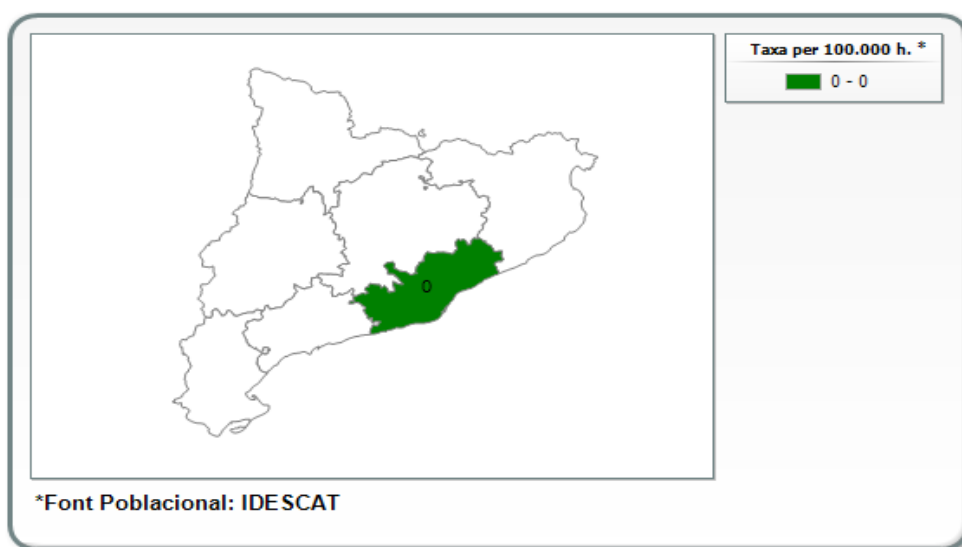 Taxa per 100.000 h. *
0 - 0
0
*Font Poblacional: IDESCAT